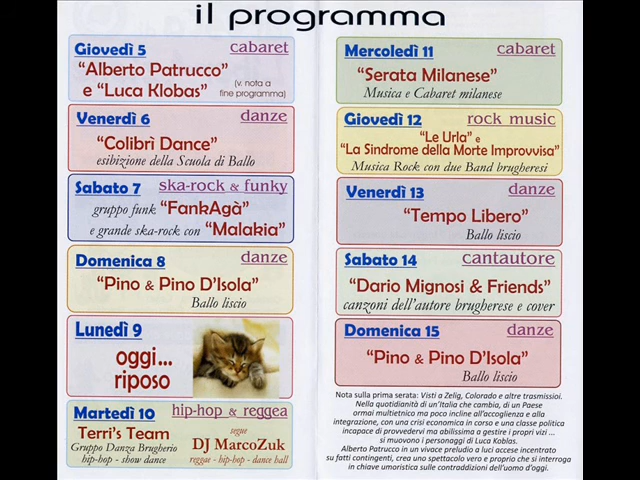 il programma
Giovedì 5 cabaret
"Alberto Patrucco"
e "Luca Klobas" (v. nota a
fine programma)
Venerdì 6 danze
"Colibrì Dance"
esibizione della Scuola di Ballo
Sabato 7 ska-rock & funky
gruppo funk "FankAgà"
e grande ska-rock con "Malakia"
Domenica 8 danze
"Pino & Pino D'Isola"
Ballo liscio
Lunedì 9
oggi...
riposo
Martedì 10 hip-hop & reggea
Terri's Team
Gruppo Danza Brugherio
hip-hop - show dance
segue
DJ MarcoZuk
reggae - hip-hop - dance hall
Mercoledì 11 cabaret
"Serata Milanese"
Musica e Cabaret milanese
Giovedì 12 rock music
"Le Urla" e
"La Sindrome della Morte Improvvisa"
Musica Rock con due Band brugheresi
Venerdì 13 danze
"Tempo Libero"
Ballo liscio
Sabato 14 cantautore
"Dario Mignosi & Friends"
canzoni dell'autore brugherese e cover
Domenica 15 danze
"Pino & Pino D'Isola"
Ballo liscio
Nota sulla prima serata: Visti a Zelig, Colorado e altre trasmissioi.
Nella quotidianità di un'Italia che cambia, di un Paese
ormai multietnico ma poco incline all'accoglienza e alla
integrazione, con una crisi economica in corso e una classe politica
incapace di provvedervi ma abilissima a gestire i propri vizi ...
si muovono i personaggi di Luca Koblas.
Alberto Patrucco in un vivace preludio a luci accese incentrato
su fatti contingenti, crea uno spettacolo vero e proprio che si interroga
in chiave umoristica sulle contraddizioni dell'uomo d'oggi.